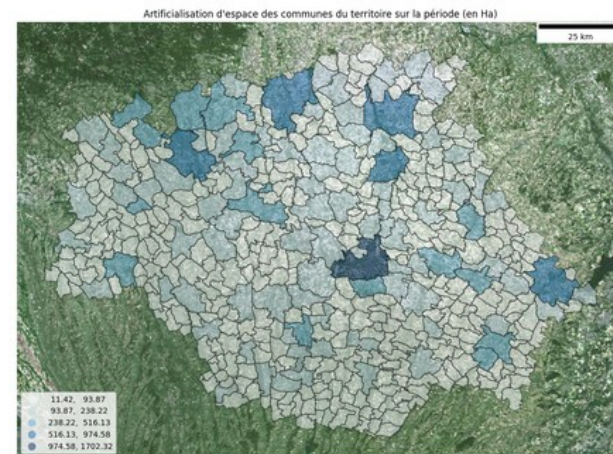 Artificialisation d'espace des communes du territoire sur la période (en Ha)
25 km
11.42, 93.87
93.87, 238.22
238.22, 516.13
516.13, 974.58
974.58, 1702.32